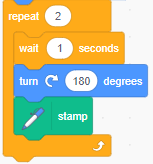 repeat 2
wait 1 seconds
turn 180 degrees
stamp